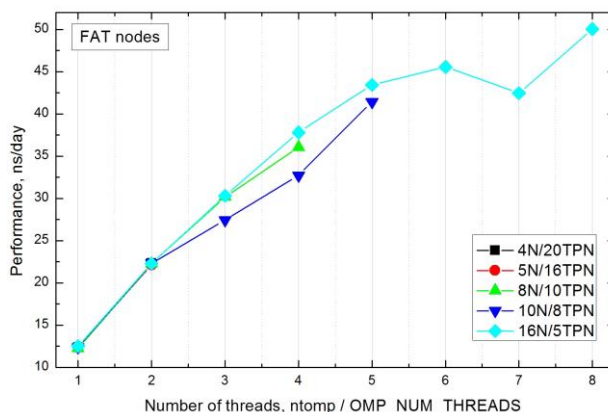 FAT nodes
Performance, ns/day
50
45
40
35
30
25
20
15
10
4N/20TPN
5N/16TPN
8N/10TPN
10N/8TPN
16N/5TPN
1 2 3 4 5 6 7 8
Number of threads, ntomp / OMP_NUM_THREADS